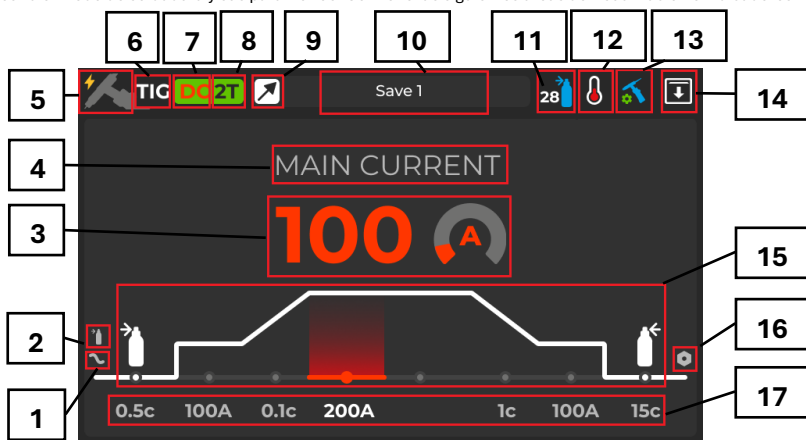 6 7 8 9 10 11 12 13
5 TIG DC 2T Save 1 28 14
4 MAIN CURRENT
3 100 A
15
2 16
1 0.5c 100A 0.1c 200A 1c 100A 15c 17